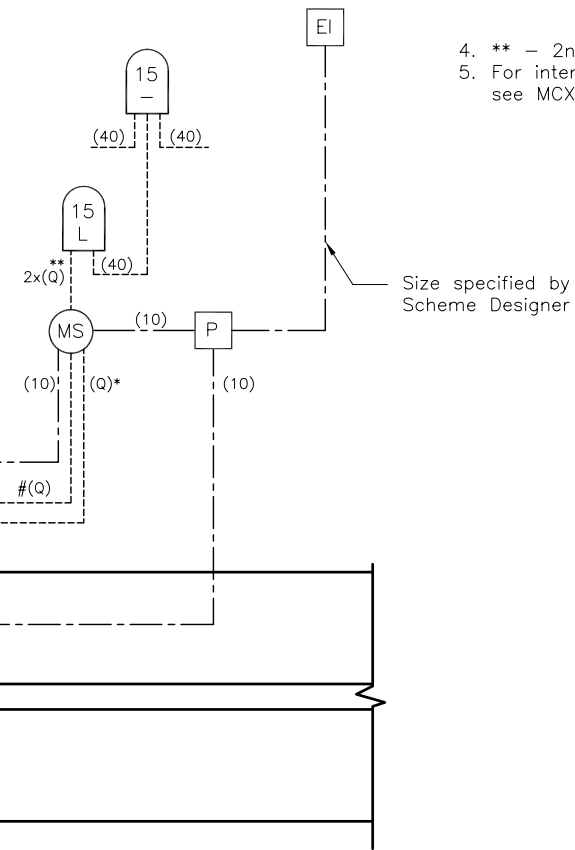 EI
4. ** – 2n
5. For inter
see MCX
15
–
(40)
(40)
15
L
(40)
**
2x(Q)
Size specified by
Scheme Designer
MS
(10)
P
(10)
(Q)*
(10)
#(Q)